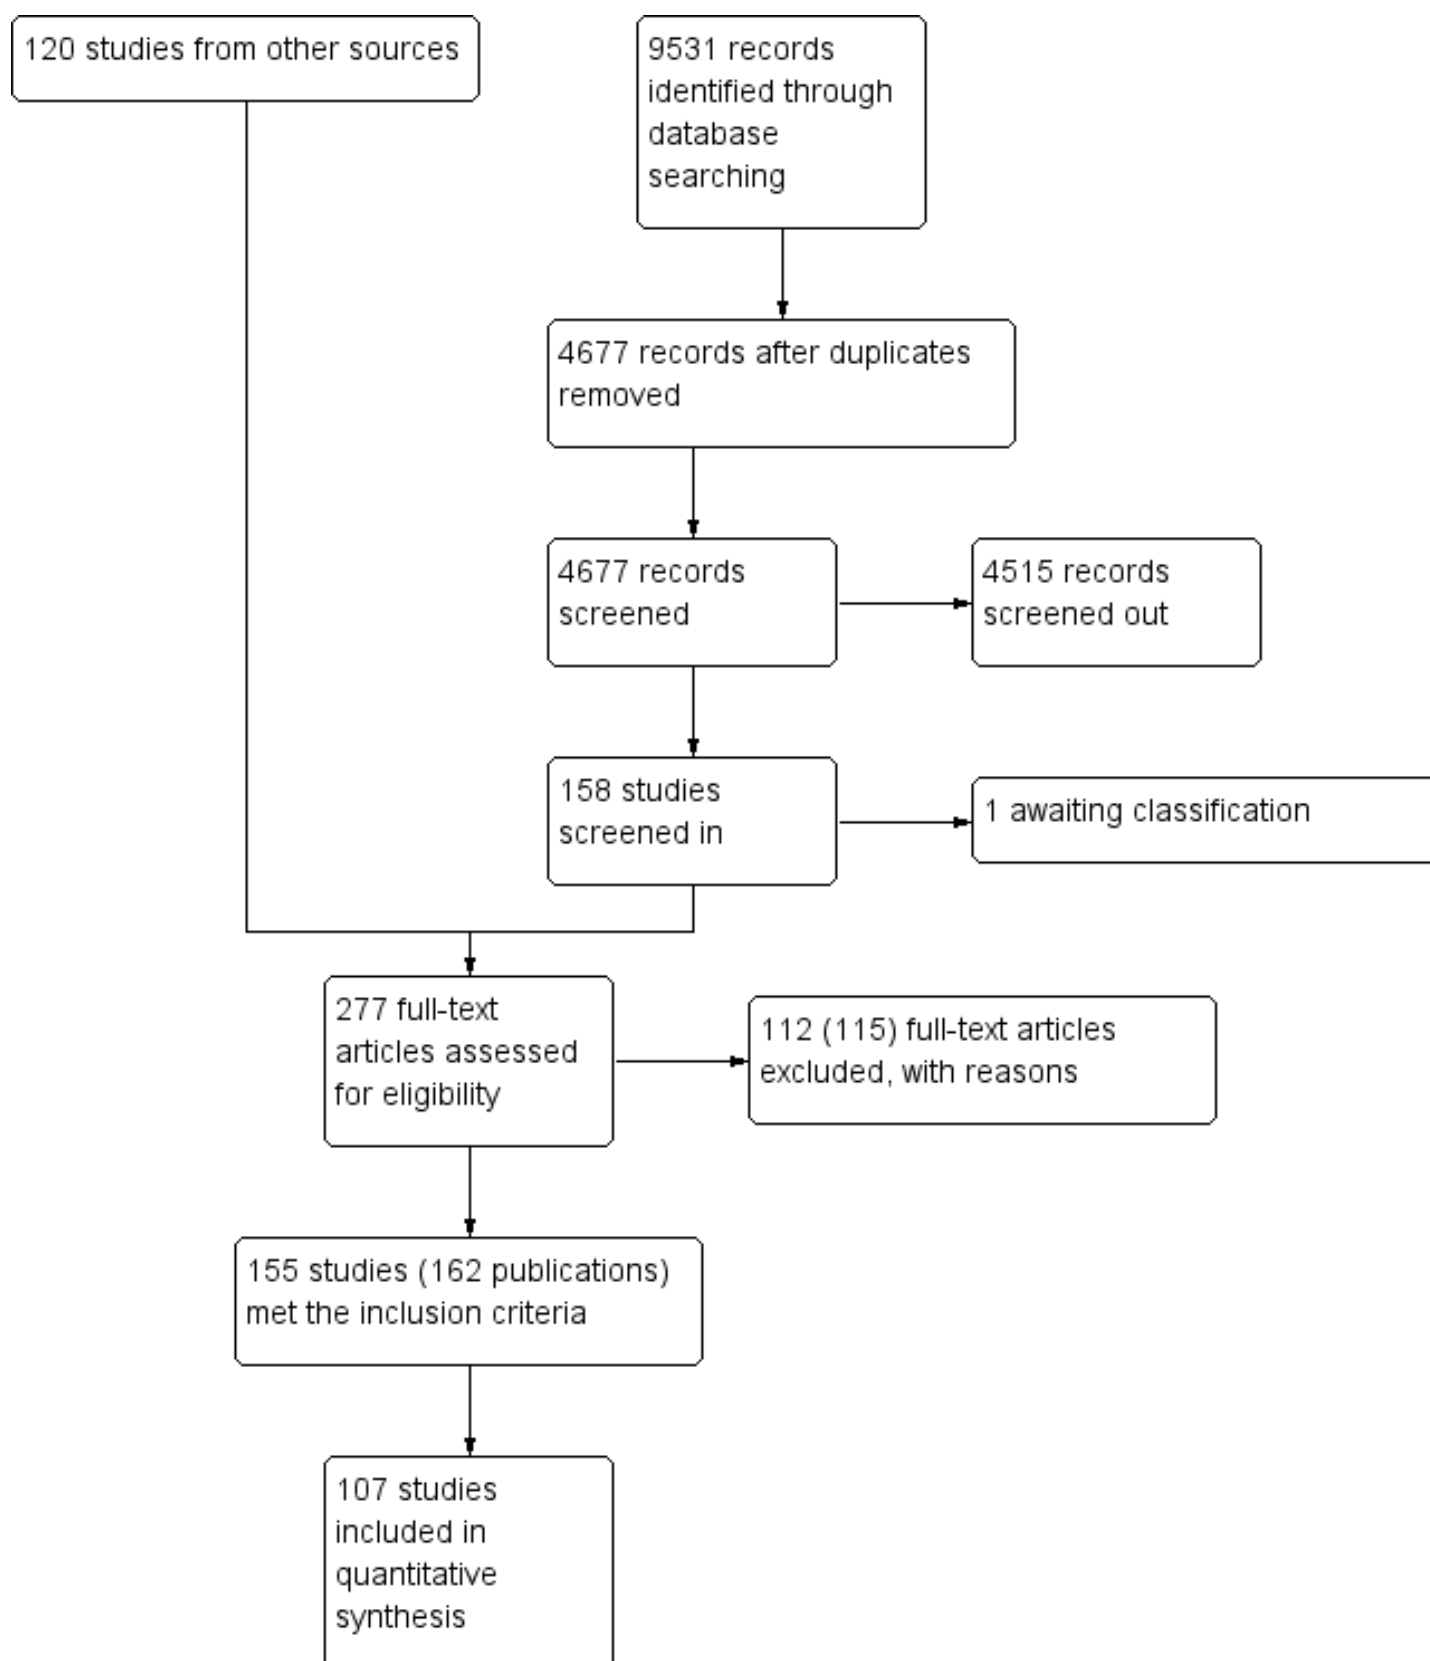 120 studies from other sources
9531 records
identified through
database
searching
4677 records after duplicates
removed
4677 records
screened
4515 records
screened out
158 studies
screened in
1 awaiting classification
277 full-text
articles assessed
for eligibility
112 (115) full-text articles
excluded, with reasons
155 studies (162 publications)
met the inclusion criteria
107 studies
included in
quantitative
synthesis